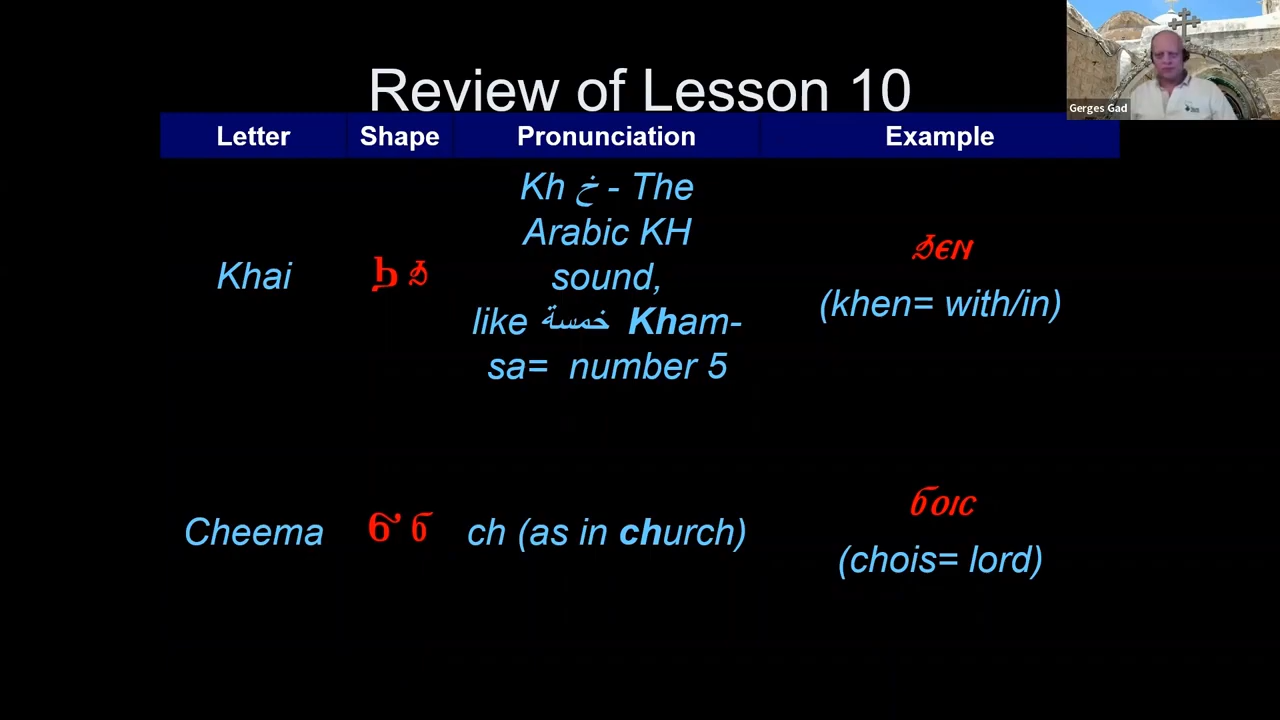 Review of Lesson 10
Gerges Gad
Letter Shape Pronunciation Example
Kh خ - The
Arabic KH
sound,
like خمسة Kham-
sa= number 5
Khai Ϧ ϧ
ϧⲉⲛ
(khen= with/in)
Cheema Ϭ ϭ ch (as in church)
ϭⲟⲓⲥ
(chois= lord)